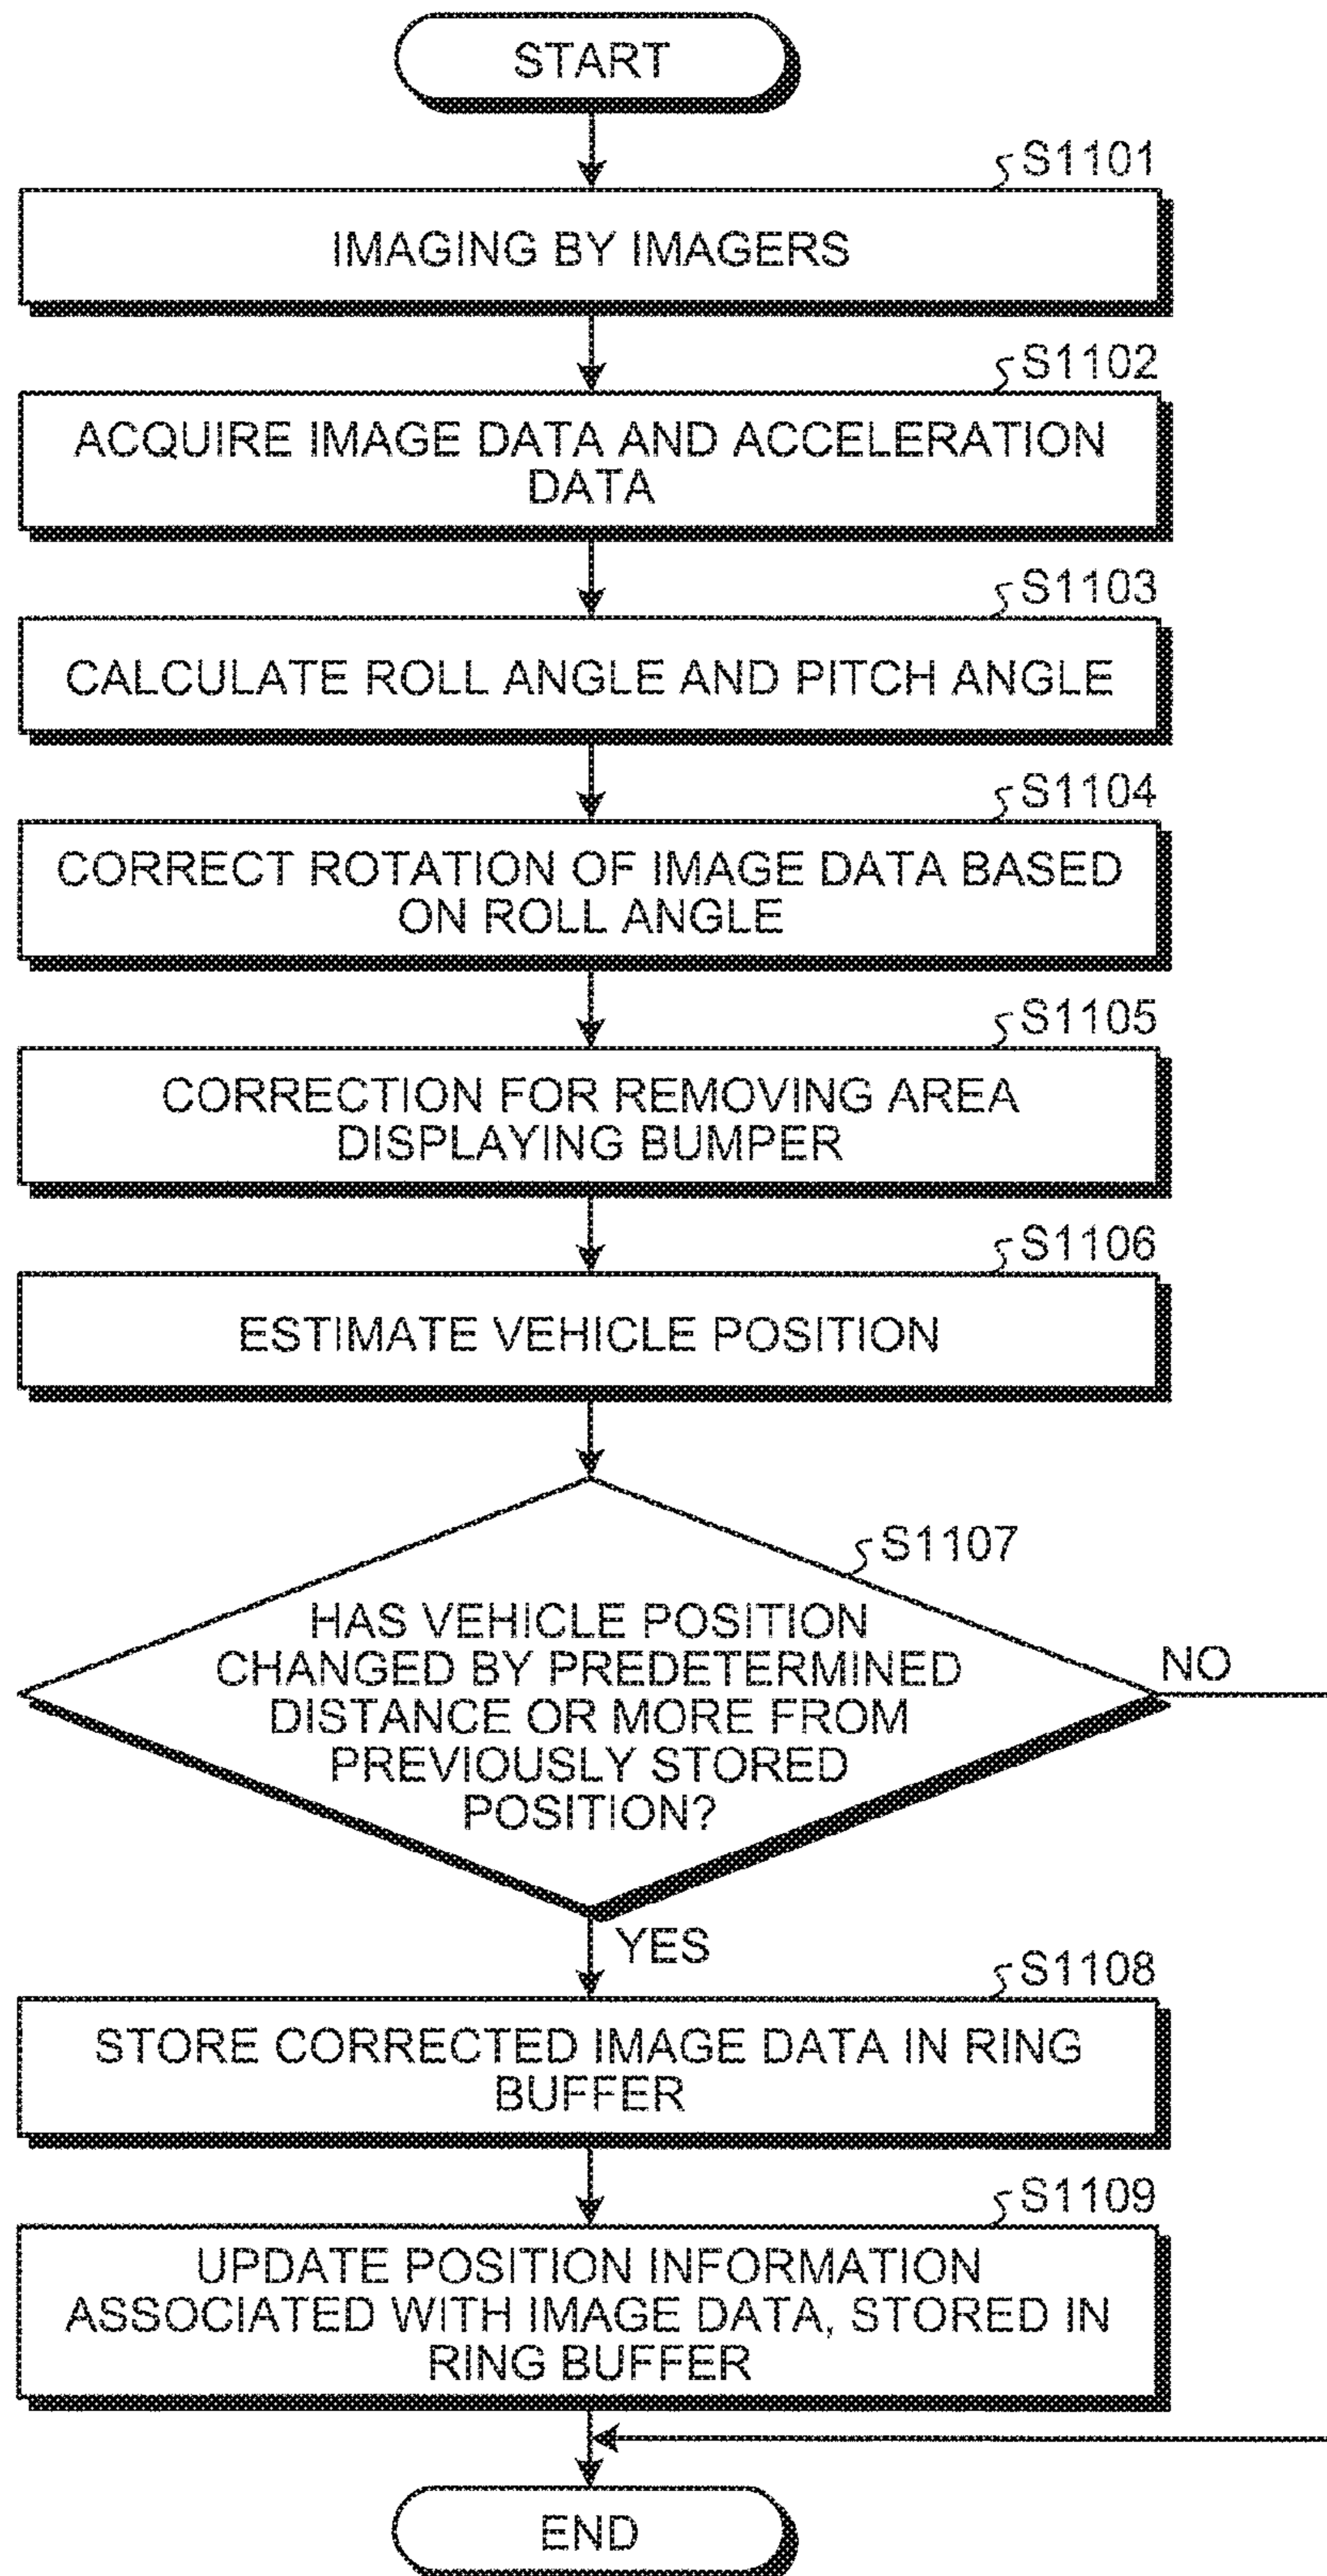 START
S1101
IMAGING BY IMAGERS
S1102
ACQUIRE IMAGE DATA AND ACCELERATION
DATA
S1103
CALCULATE ROLL ANGLE AND PITCH ANGLE
S1104
CORRECT ROTATION OF IMAGE DATA BASED
ON ROLL ANGLE
S1105
CORRECTION FOR REMOVING AREA
DISPLAYING BUMPER
S1106
ESTIMATE VEHICLE POSITION
S1107
HAS VEHICLE POSITION
CHANGED BY PREDETERMINED
DISTANCE OR MORE FROM
PREVIOUSLY STORED
POSITION?
NO
YES
S1108
STORE CORRECTED IMAGE DATA IN RING
BUFFER
S1109
UPDATE POSITION INFORMATION
ASSOCIATED WITH IMAGE DATA, STORED IN
RING BUFFER
END